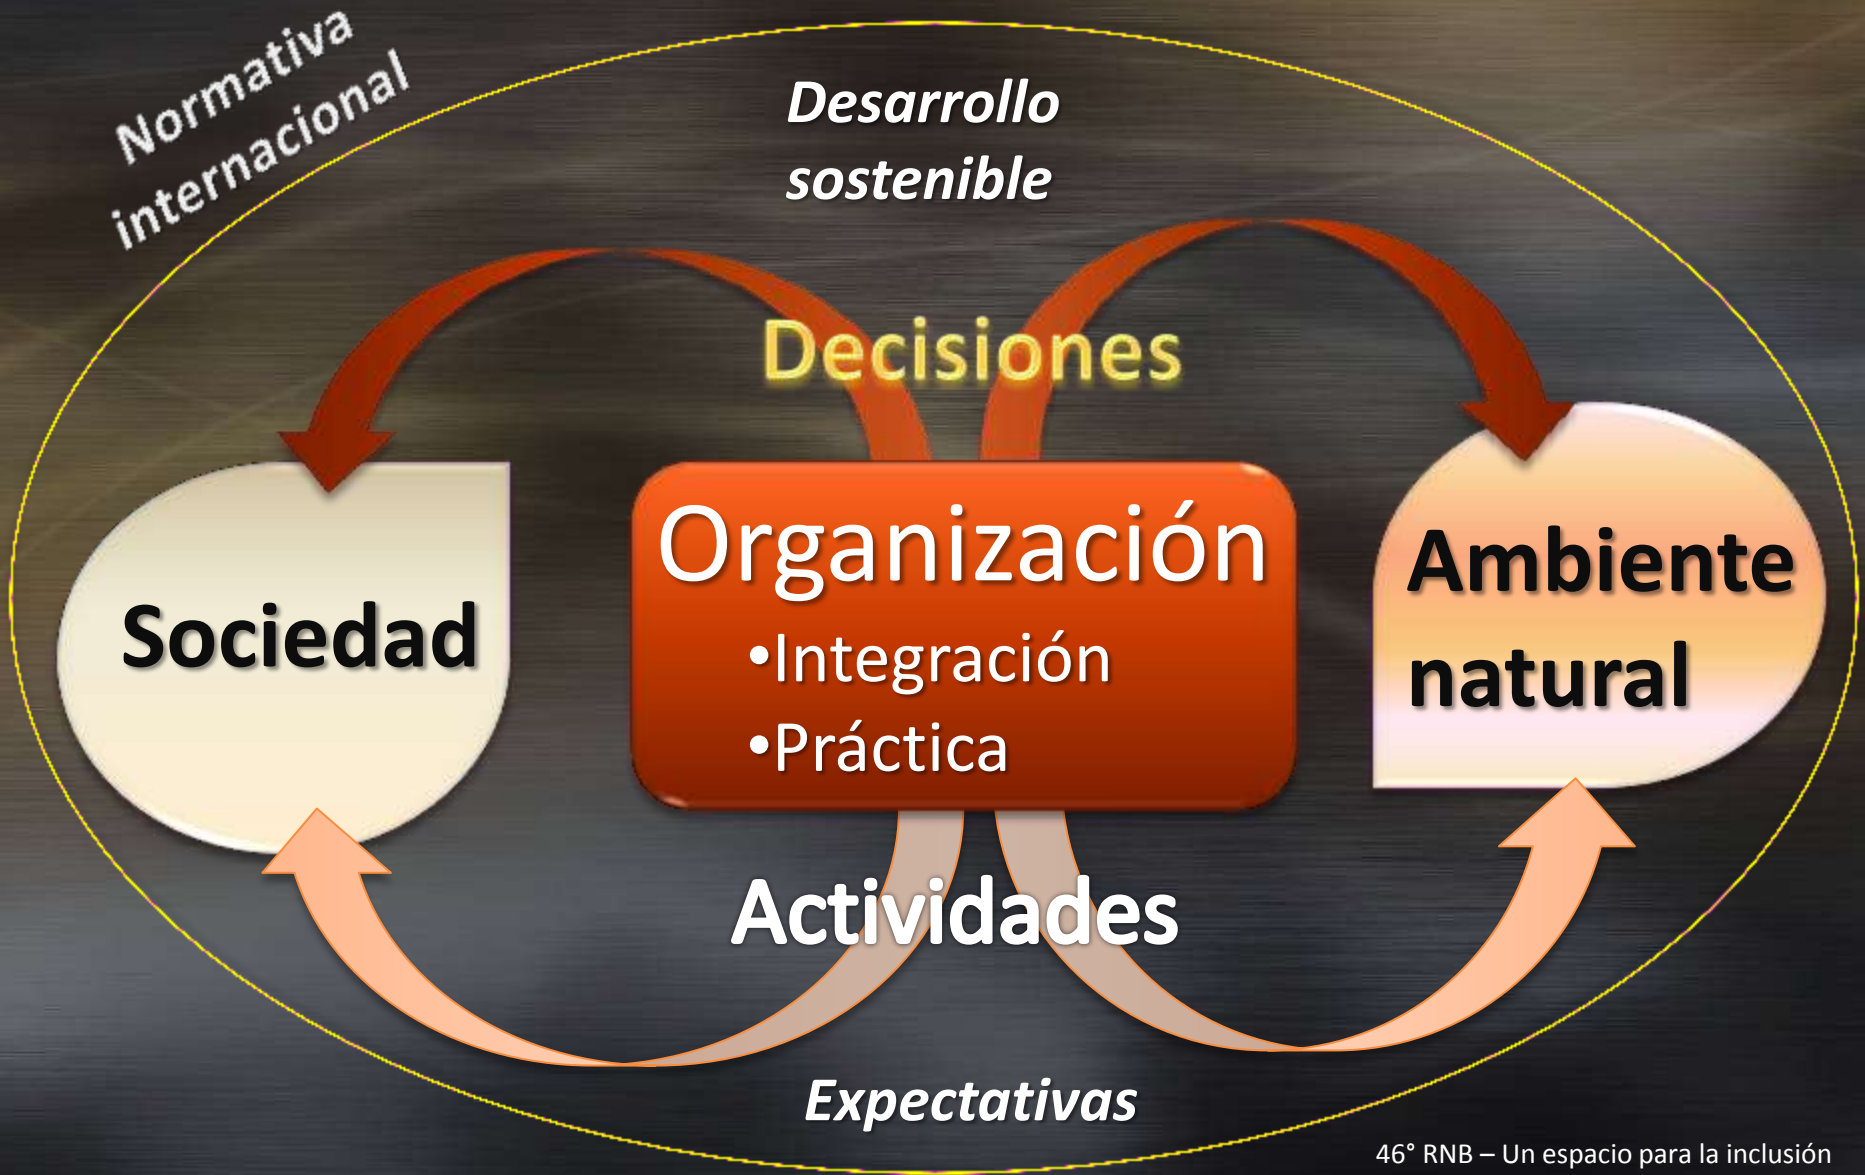 Normativa
internacional
Desarrollo
sostenible
Decisiones
Sociedad
Organización
•Integración
•Práctica
Ambiente
natural
Actividades
Expectativas
46° RNB – Un espacio para la inclusión